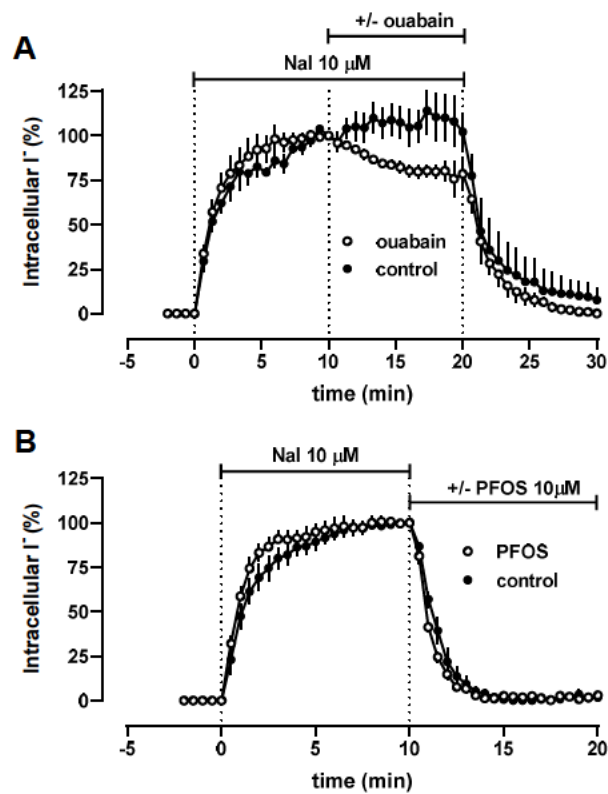 +/- ouabain
A
NaI 10 μM
125
100
75
50
25
0
Intracellular I⁻ (%)
ouabain
control
-5 0 5 10 15 20 25 30
time (min)
B
NaI 10 μM
+/- PFOS 10μM
125
100
75
50
25
0
Intracellular I⁻ (%)
PFOS
control
-5 0 5 10 15 20
time (min)